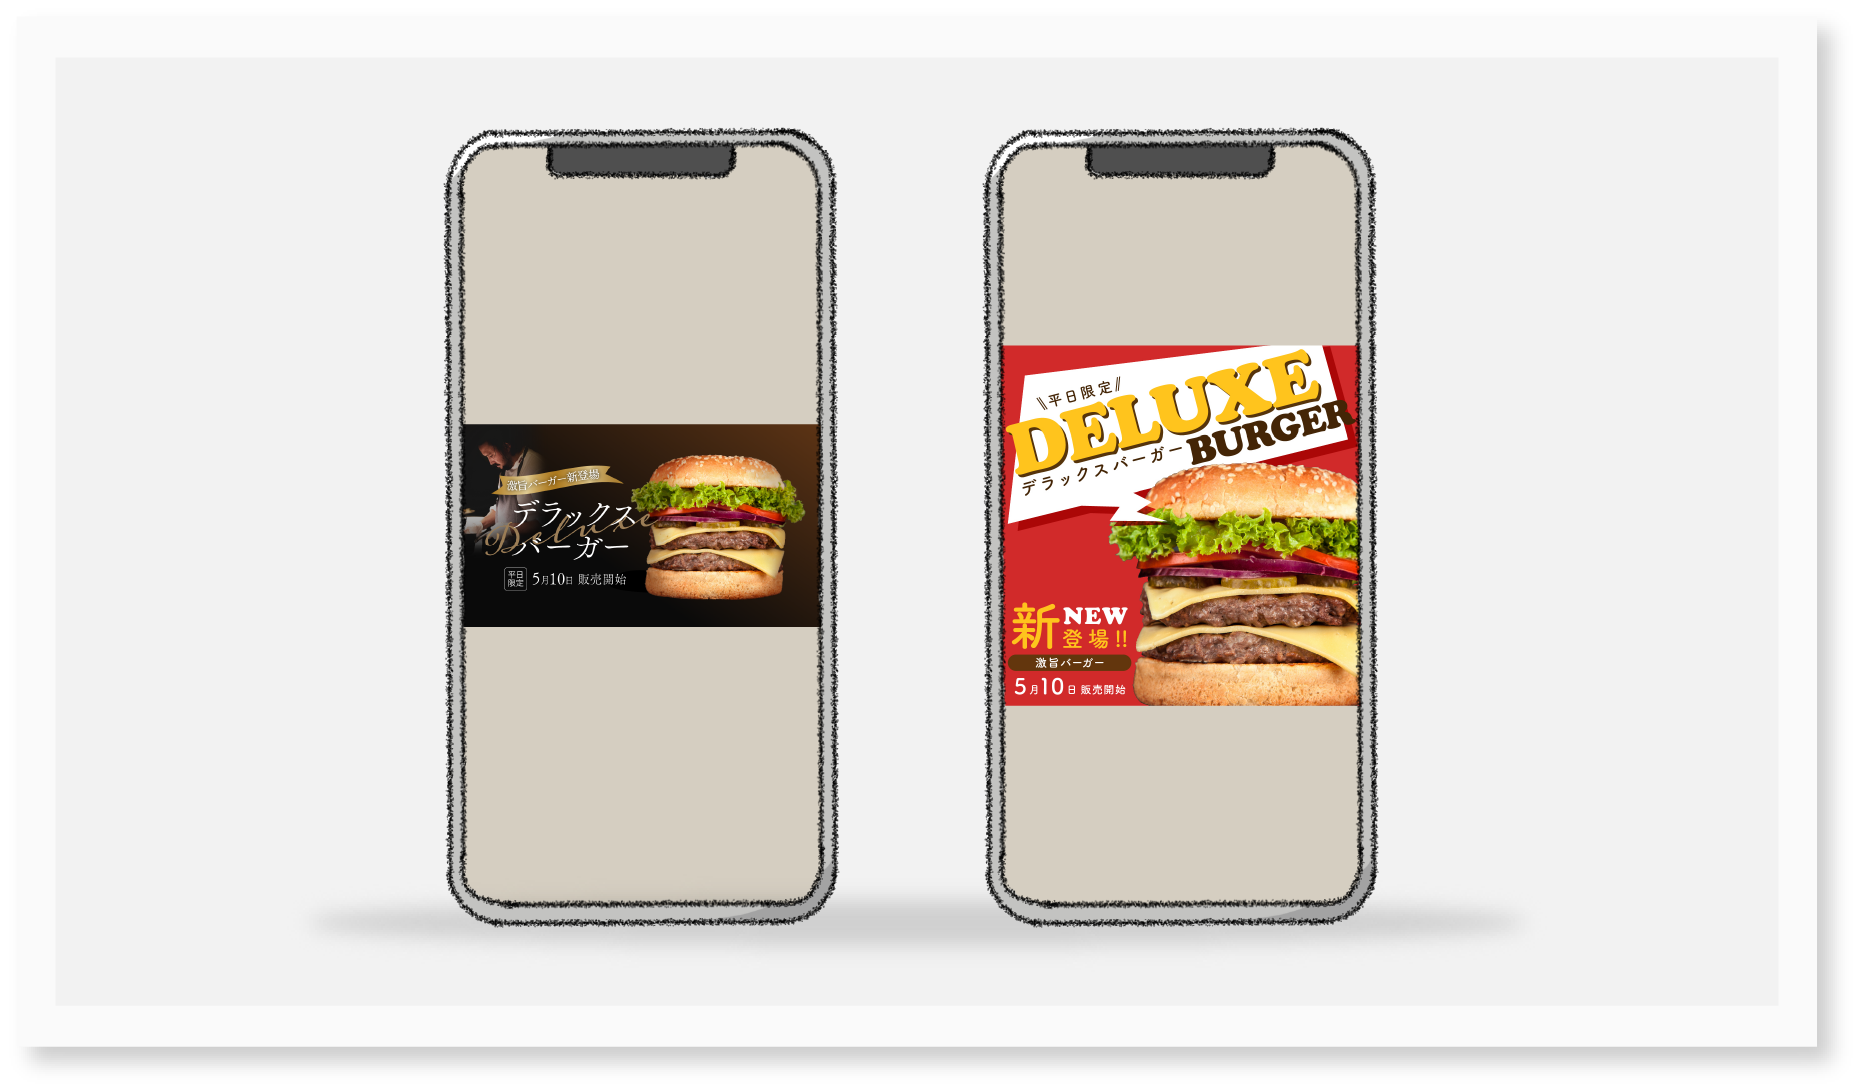 激旨バーガー新登場
デラックス
Deluxe
バーガー
平日
限定
5月10日 販売開始
\\平日限定//
DELUXE
BURGER
デラックスバーガー
新 NEW
登場!!
激旨バーガー
5月10日 販売開始